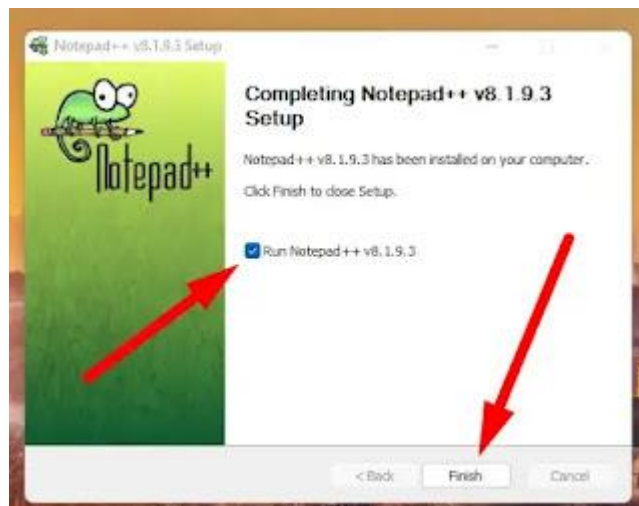 Notepad++ v8.1.9.3 Setup
Notepad++
Completing Notepad++ v8.1.9.3
Setup
Notepad++ v8.1.9.3 has been installed on your computer.
Click Finish to close Setup.
Run Notepad++ v8.1.9.3
< Back
Finish
Cancel